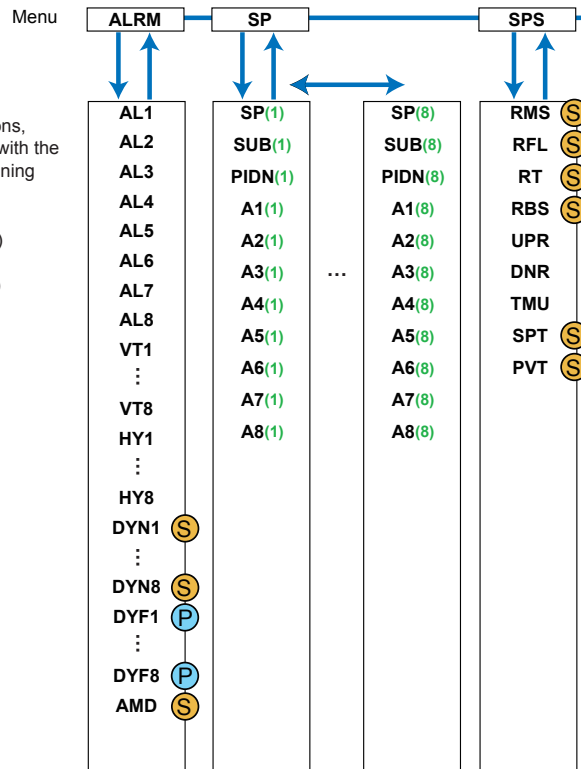 Menu
ALRM
SP
SPS
ons,
with the
ning
)
)
AL1
AL2
AL3
AL4
AL5
AL6
AL7
AL8
VT1
⋮
VT8
HY1
⋮
HY8
DYN1 S
⋮
DYN8 S
DYF1 P
⋮
DYF8 P
AMD S
SP(1)
SUB(1)
PIDN(1)
A1(1)
A2(1)
A3(1)
A4(1)
A5(1)
A6(1)
A7(1)
A8(1)
...
SP(8)
SUB(8)
PIDN(8)
A1(8)
A2(8)
A3(8)
A4(8)
A5(8)
A6(8)
A7(8)
A8(8)
RMS S
RFL S
RT S
RBS S
UPR
DNR
TMU
SPT S
PVT S